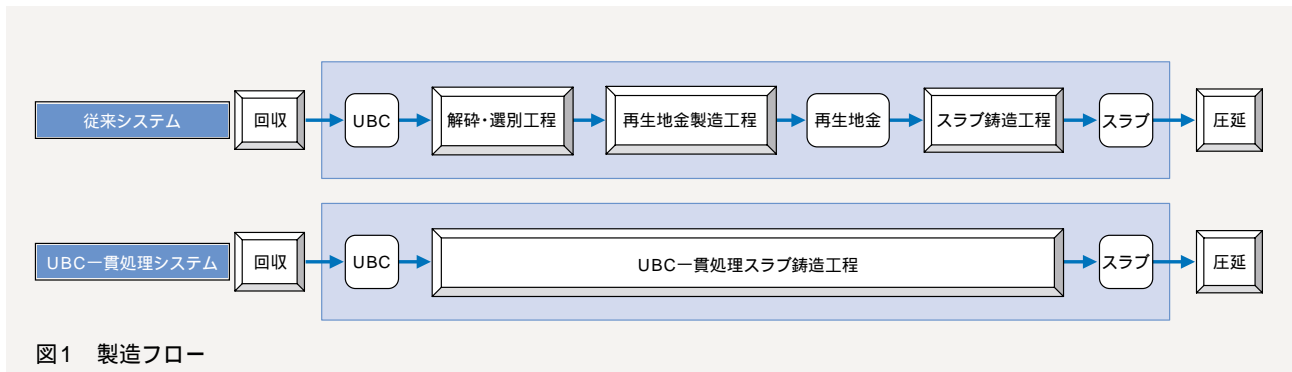 従来システム
回収
UBC
解砕・選別工程
再生地金製造工程
再生地金
スラブ鋳造工程
スラブ
圧延
UBC一貫処理システム
回収
UBC
UBC一貫処理スラブ鋳造工程
スラブ
圧延
図1 製造フロー